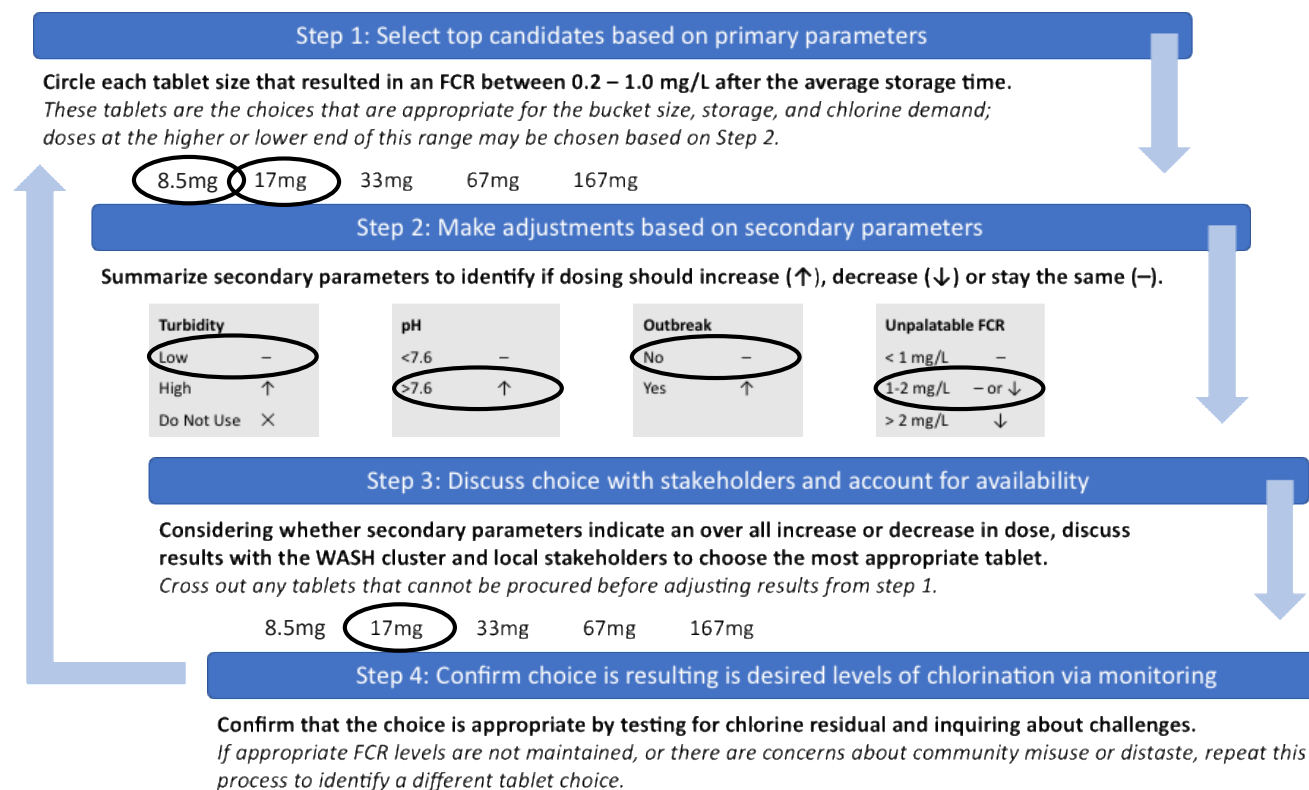 Step 1: Select top candidates based on primary parameters
Circle each tablet size that resulted in an FCR between 0.2 – 1.0 mg/L after the average storage time.
These tablets are the choices that are appropriate for the bucket size, storage, and chlorine demand;
doses at the higher or lower end of this range may be chosen based on Step 2.
8.5mg 17mg 33mg 67mg 167mg
Step 2: Make adjustments based on secondary parameters
Summarize secondary parameters to identify if dosing should increase (↑), decrease (↓) or stay the same (–).
Turbidity pH Outbreak Unpalatable FCR
Low – <7.6 – No – < 1 mg/L –
High ↑ >7.6 ↑ Yes ↑ 1-2 mg/L – or ↓
Do Not Use ✕ > 2 mg/L ↓
Step 3: Discuss choice with stakeholders and account for availability
Considering whether secondary parameters indicate an over all increase or decrease in dose, discuss
results with the WASH cluster and local stakeholders to choose the most appropriate tablet.
Cross out any tablets that cannot be procured before adjusting results from step 1.
8.5mg 17mg 33mg 67mg 167mg
Step 4: Confirm choice is resulting is desired levels of chlorination via monitoring
Confirm that the choice is appropriate by testing for chlorine residual and inquiring about challenges.
If appropriate FCR levels are not maintained, or there are concerns about community misuse or distaste, repeat this
process to identify a different tablet choice.